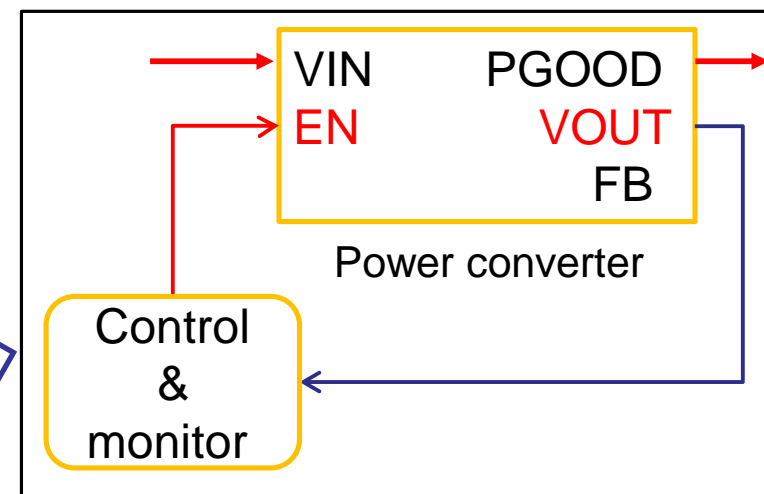 VIN PGOOD
EN VOUT
FB
Power converter
Control
&
monitor